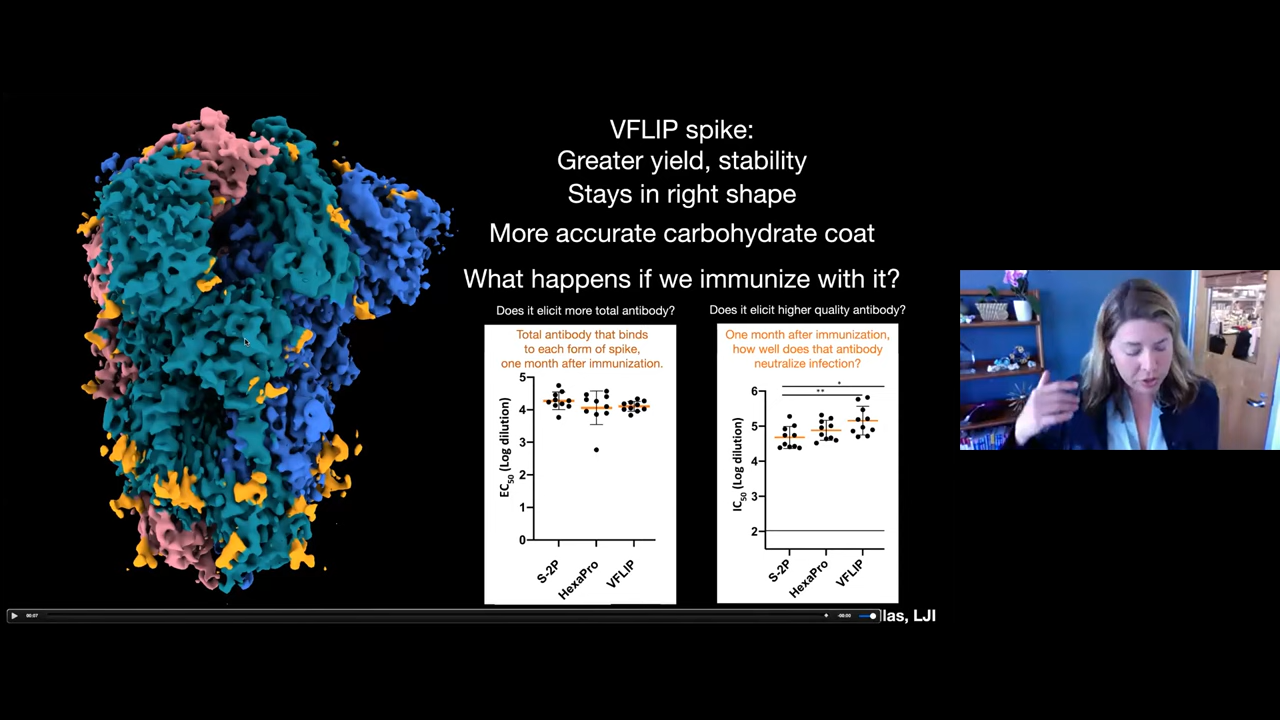 VFLIP spike:
Greater yield, stability
Stays in right shape
More accurate carbohydrate coat
What happens if we immunize with it?
Does it elicit more total antibody?
Total antibody that binds
to each form of spike,
one month after immunization.
5
4
3
2
1
0
EC50 (Log dilution)
S-2P
HexaPro
VFLIP
Does it elicit higher quality antibody?
One month after immunization,
how well does that antibody
neutralize infection?
*
**
6
5
4
3
2
IC50 (Log dilution)
S-2P
HexaPro
VFLIP
00:07
-00:00
las, LJI